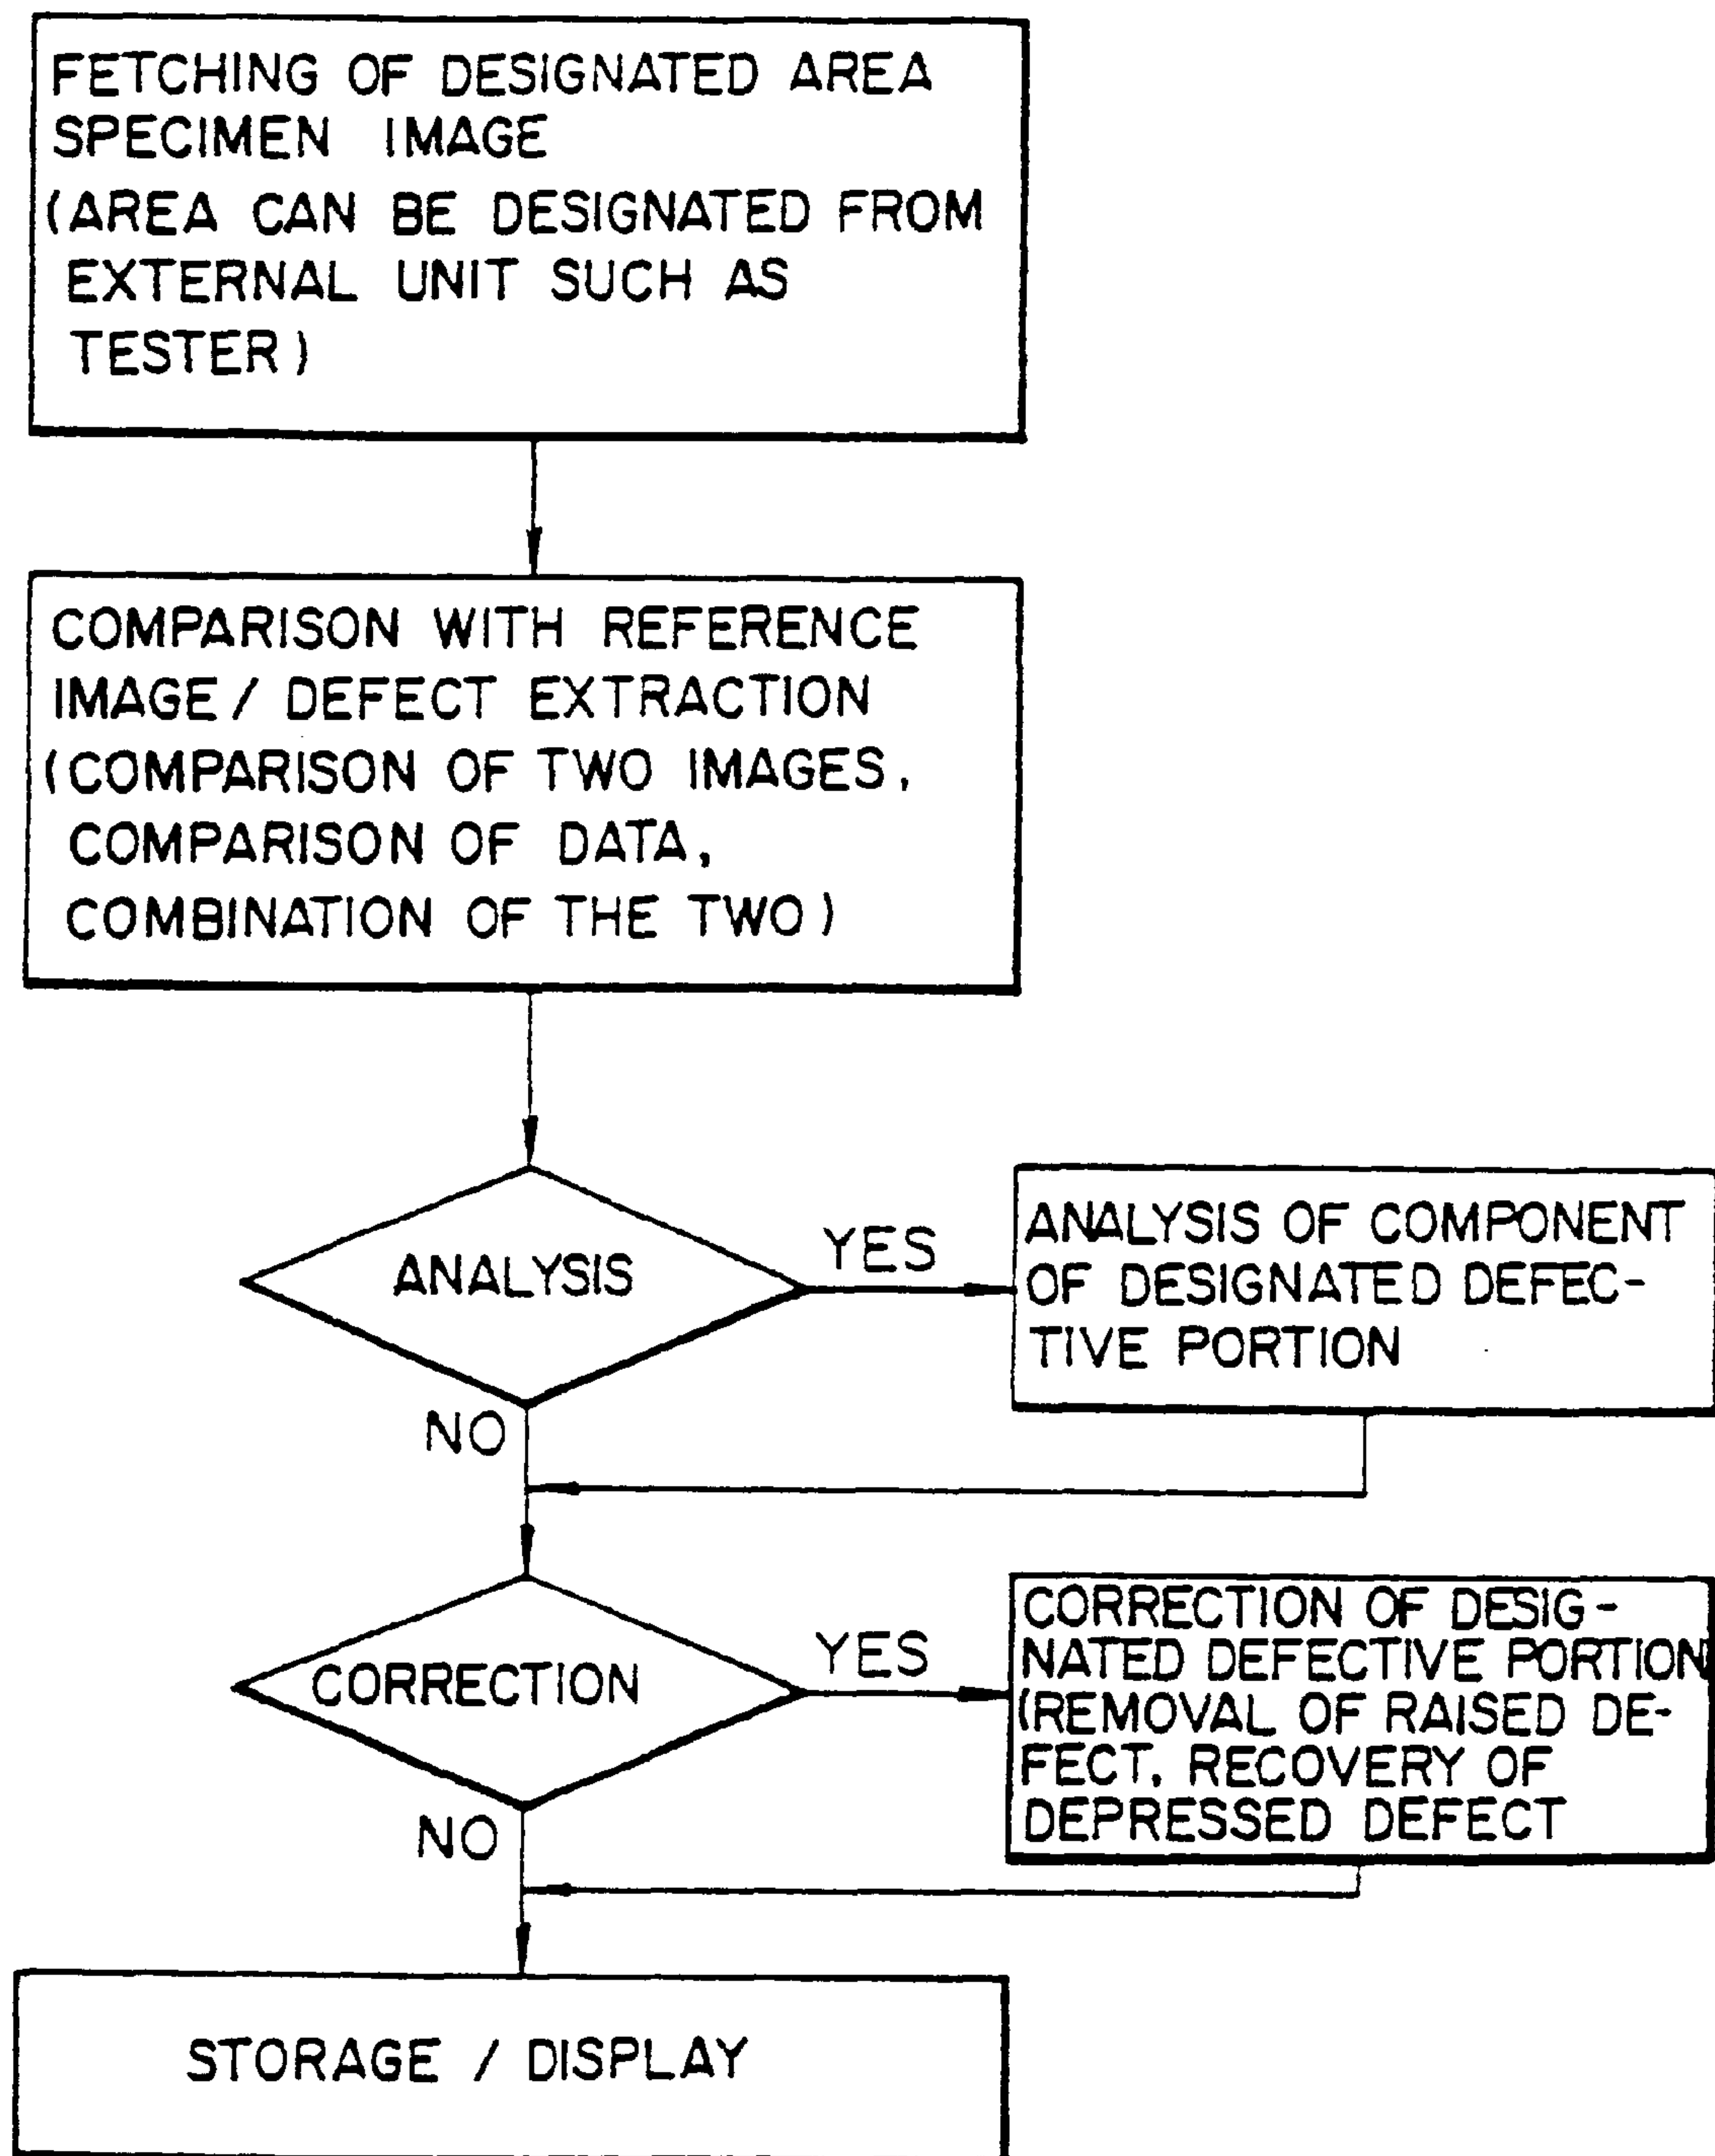 FETCHING OF DESIGNATED AREA
SPECIMEN IMAGE
(AREA CAN BE DESIGNATED FROM
EXTERNAL UNIT SUCH AS
TESTER)
COMPARISON WITH REFERENCE
IMAGE / DEFECT EXTRACTION
(COMPARISON OF TWO IMAGES,
COMPARISON OF DATA,
COMBINATION OF THE TWO)
ANALYSIS
YES
ANALYSIS OF COMPONENT
OF DESIGNATED DEFEC-
TIVE PORTION
NO
CORRECTION
YES
CORRECTION OF DESIG-
NATED DEFECTIVE PORTION
(REMOVAL OF RAISED DE-
FECT, RECOVERY OF
DEPRESSED DEFECT
NO
STORAGE / DISPLAY